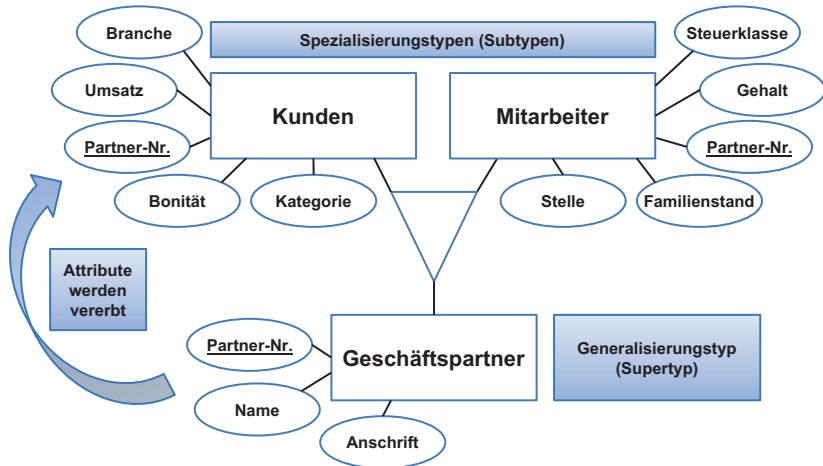 Branche
Spezialisierungstypen (Subtypen)
Steuerklasse
Umsatz
Kunden
Mitarbeiter
Gehalt
Partner-Nr.
Partner-Nr.
Bonität
Kategorie
Stelle
Familienstand
Attribute
werden
vererbt
Partner-Nr.
Geschäftspartner
Generalisierungstyp
(Supertyp)
Name
Anschrift